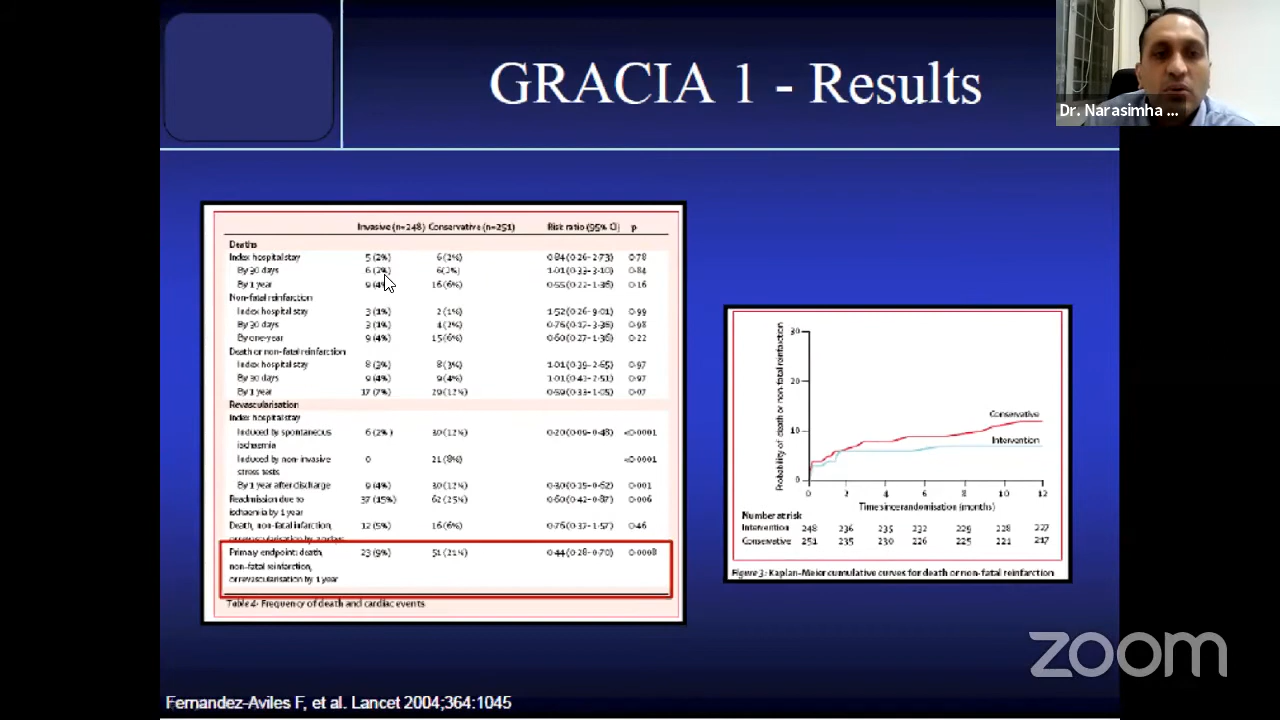 GRACIA 1 - Results
Dr. Narasimha ...
Invasive (n=248) Conservative (n=251) Risk ratio (95% CI) p
Deaths
Index hospital stay 5 (2%) 6 (2%) 0·84 (0·26–2·73) 0·78
By 30 days 6 (2%) 6 (2%) 1·01 (0·33–3·10) 0·84
By 1 year 9 (4%) 16 (6%) 0·55 (0·22–1·36) 0·16
Non-fatal reinfarction
Index hospital stay 3 (1%) 2 (1%) 1·52 (0·26–9·01) 0·99
By 30 days 3 (1%) 4 (2%) 0·76 (0·17–3·36) 0·98
By one-year 9 (4%) 15 (6%) 0·60 (0·27–1·36) 0·22
Death or non-fatal reinfarction
Index hospital stay 8 (3%) 8 (3%) 1·01 (0·39–2·65) 0·97
By 30 days 9 (4%) 9 (4%) 1·01 (0·41–2·51) 0·97
By 1 year 17 (7%) 29 (12%) 0·59 (0·33–1·05) 0·07
Revascularisation
Index hospital stay
Induced by spontaneous 6 (2%) 30 (12%) 0·20 (0·09–0·48) <0·0001
ischaemia
Induced by non-invasive 0 21 (8%) <0·0001
stress tests
By 1 year after discharge 9 (4%) 30 (12%) 0·30 (0·15–0·62) 0·001
Readmission due to 37 (15%) 62 (25%) 0·60 (0·42–0·87) 0·006
ischaemia by 1 year
Death, non-fatal infarction, 12 (5%) 16 (6%) 0·76 (0·37–1·57) 0·46
Primary endpoint: death, 23 (9%) 51 (21%) 0·44 (0·28–0·70) 0·0008
non-fatal reinfarction,
or revascularisation by 1 year
Table 4: Frequency of death and cardiac events
Probability of death or non-fatal reinfarction
30
20
10
0
Conservative
Intervention
0 2 4 6 8 10 12
Time since randomisation (months)
Number at risk
Intervention 248 236 235 232 229 228 227
Conservative 251 235 230 226 225 221 217
Figure 3: Kaplan-Meier cumulative curves for death or non-fatal reinfarction
zoom
Fernandez-Aviles F, et al. Lancet 2004;364:1045